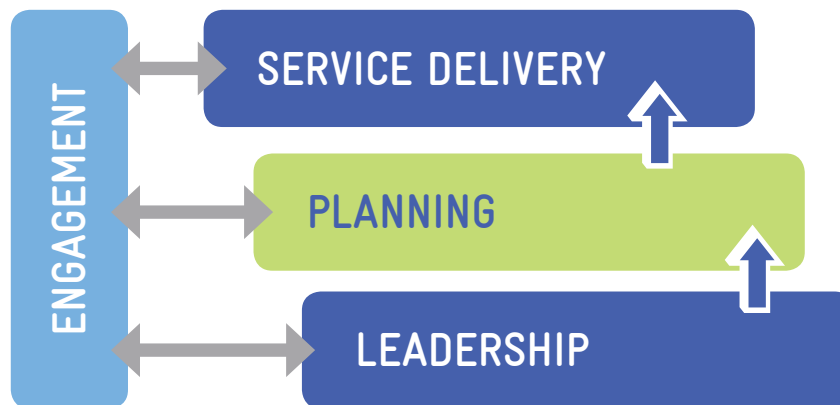 ENGAGEMENT
SERVICE DELIVERY
PLANNING
LEADERSHIP